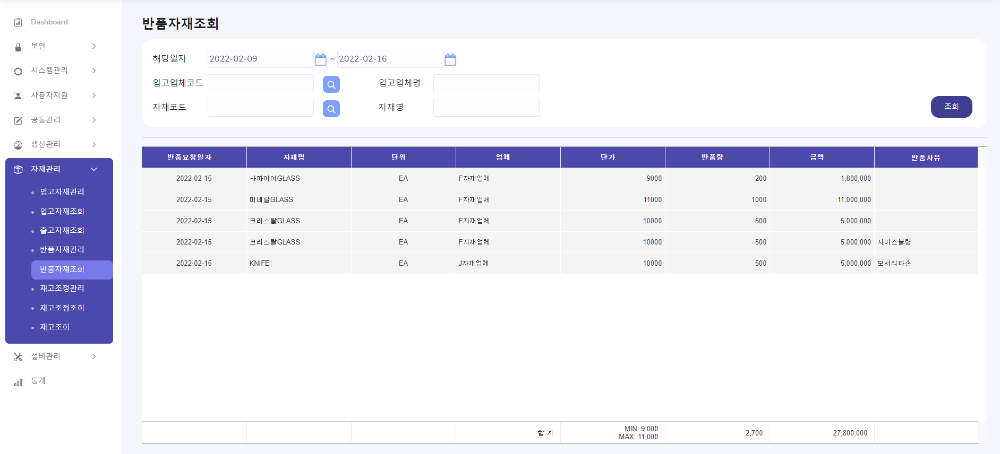 Dashboard
보안
시스템관리
사용자지원
공통관리
생산관리
자재관리
입고자재관리
입고자재조회
출고자재조회
반품자재관리
반품자재조회
재고조정관리
재고조정조회
재고조회
설비관리
통계
반품자재조회
해당일자 2022-02-09 ~ 2022-02-16
입고업체코드 입고업체명
자재코드 자재명
조회
반품요청일자 자재명 단위 업체 단가 반품량 금액 반품사유
2022-02-15 사파이어GLASS EA F자재업체 9000 200 1,800,000
2022-02-15 미네랄GLASS EA F자재업체 11000 1000 11,000,000
2022-02-15 크리스탈GLASS EA F자재업체 10000 500 5,000,000
2022-02-15 크리스탈GLASS EA F자재업체 10000 500 5,000,000 사이즈불량
2022-02-15 KNIFE EA J자재업체 10000 500 5,000,000 모서리파손
합 계 MIN: 9,000 2,700 27,800,000
MAX: 11,000